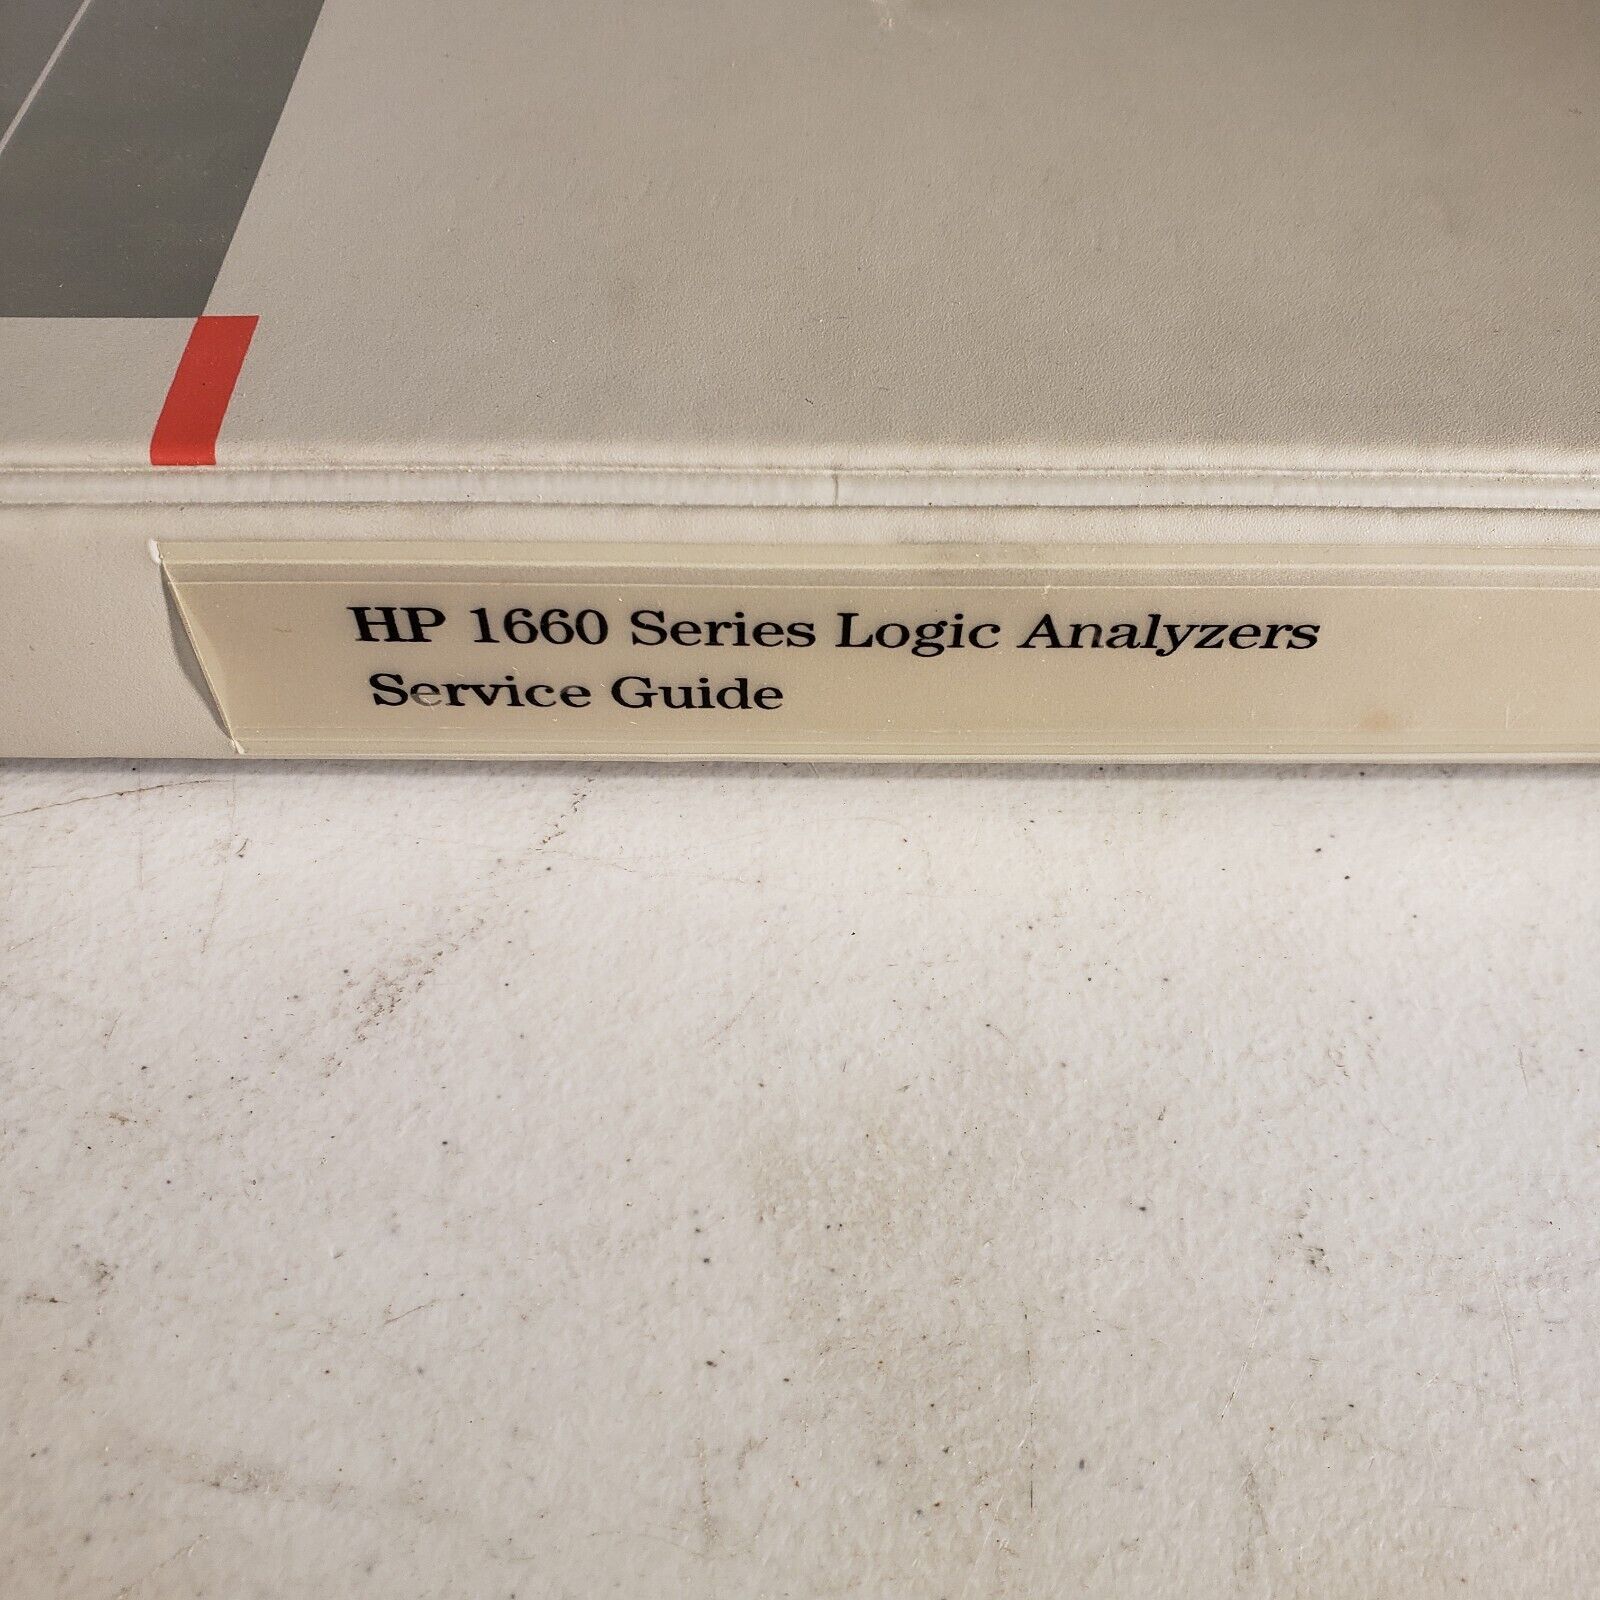 HP 1660 Series Logic Analyzers
Service Guide